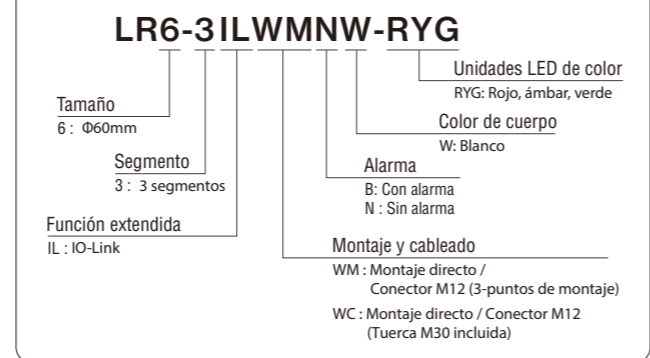 LR6-3ILWMNW-RYG
Unidades LED de color
RYG: Rojo, ámbar, verde
Tamaño
6 : Φ60mm
Color de cuerpo
W: Blanco
Segmento
3 : 3 segmentos
Alarma
B: Con alarma
N : Sin alarma
Función extendida
IL : IO-Link
Montaje y cableado
WM : Montaje directo /
Conector M12 (3-puntos de montaje)
WC : Montaje directo / Conector M12
(Tuerca M30 incluida)